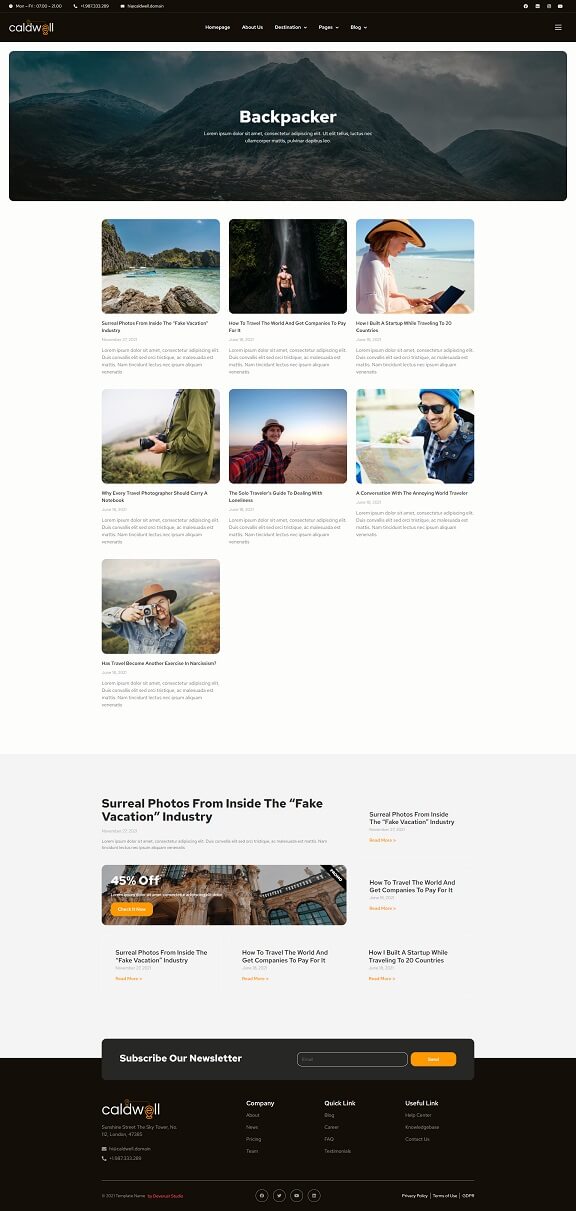 Mon – FY : 07.00 – 21.00
+1.987.333.289
hi@caldwell.domain
caldwell
Homepage
About Us
Destination
Pages
Blog
Backpacker
Lorem ipsum dolor sit amet, consectetur adipiscing elit. Ut elit tellus, luctus nec
ullamcorper mattis, pulvinar dapibus leo.
Surreal Photos From Inside The “Fake Vacation”
Industry
November 27, 2021
Lorem ipsum dolor sit amet, consectetur adipiscing elit.
Duis convallis elit sed orci tristique, ac malesuada est
mattis. Nam tincidunt lectus nec ipsum aliquam
venenatis
How To Travel The World And Get Companies To Pay
For It
June 18, 2021
Lorem ipsum dolor sit amet, consectetur adipiscing elit.
Duis convallis elit sed orci tristique, ac malesuada est
mattis. Nam tincidunt lectus nec ipsum aliquam
venenatis
How I Built A Startup While Traveling To 20
Countries
June 18, 2021
Lorem ipsum dolor sit amet, consectetur adipiscing elit.
Duis convallis elit sed orci tristique, ac malesuada est
mattis. Nam tincidunt lectus nec ipsum aliquam
venenatis
Why Every Travel Photographer Should Carry A
Notebook
June 18, 2021
Lorem ipsum dolor sit amet, consectetur adipiscing elit.
Duis convallis elit sed orci tristique, ac malesuada est
mattis. Nam tincidunt lectus nec ipsum aliquam
venenatis
The Solo Traveler’s Guide To Dealing With
Loneliness
June 18, 2021
Lorem ipsum dolor sit amet, consectetur adipiscing elit.
Duis convallis elit sed orci tristique, ac malesuada est
mattis. Nam tincidunt lectus nec ipsum aliquam
venenatis
A Conversation With The Annoying World Traveler
June 18, 2021
Lorem ipsum dolor sit amet, consectetur adipiscing elit.
Duis convallis elit sed orci tristique, ac malesuada est
mattis. Nam tincidunt lectus nec ipsum aliquam
venenatis
Has Travel Become Another Exercise In Narcissism?
June 18, 2021
Lorem ipsum dolor sit amet, consectetur adipiscing elit.
Duis convallis elit sed orci tristique, ac malesuada est
mattis. Nam tincidunt lectus nec ipsum aliquam
venenatis
Surreal Photos From Inside The “Fake
Vacation” Industry
November 27, 2021
Lorem ipsum dolor sit amet, consectetur adipiscing elit. Duis convallis elit sed orci tristique, ac malesuada est
mattis. Nam tincidunt lectus nec ipsum aliquam venenatis
Surreal Photos From Inside
The “Fake Vacation” Industry
November 27, 2021
Read More »
45% Off
Lorem ipsum dolor sit amet consectetur adipiscing dolor
Check It Now
PROMO
How To Travel The World And
Get Companies To Pay For It
June 18, 2021
Read More »
Surreal Photos From Inside The
“Fake Vacation” Industry
November 27, 2021
Read More »
How To Travel The World And
Get Companies To Pay For It
June 18, 2021
Read More »
How I Built A Startup While
Traveling To 20 Countries
June 18, 2021
Read More »
Subscribe Our Newsletter
Email
Send
caldwell
Sunshine Street The Sky Tower, No.
112, London, 47285
hi@caldwell.domain
+1.987.333.289
Company
About
News
Pricing
Team
Quick Link
Blog
Career
FAQ
Testimonials
Useful Link
Help Center
Knowledgebase
Contact Us
© 2021 Template Name by Deveruir Studio
Privacy Policy | Terms of Use | GDPR